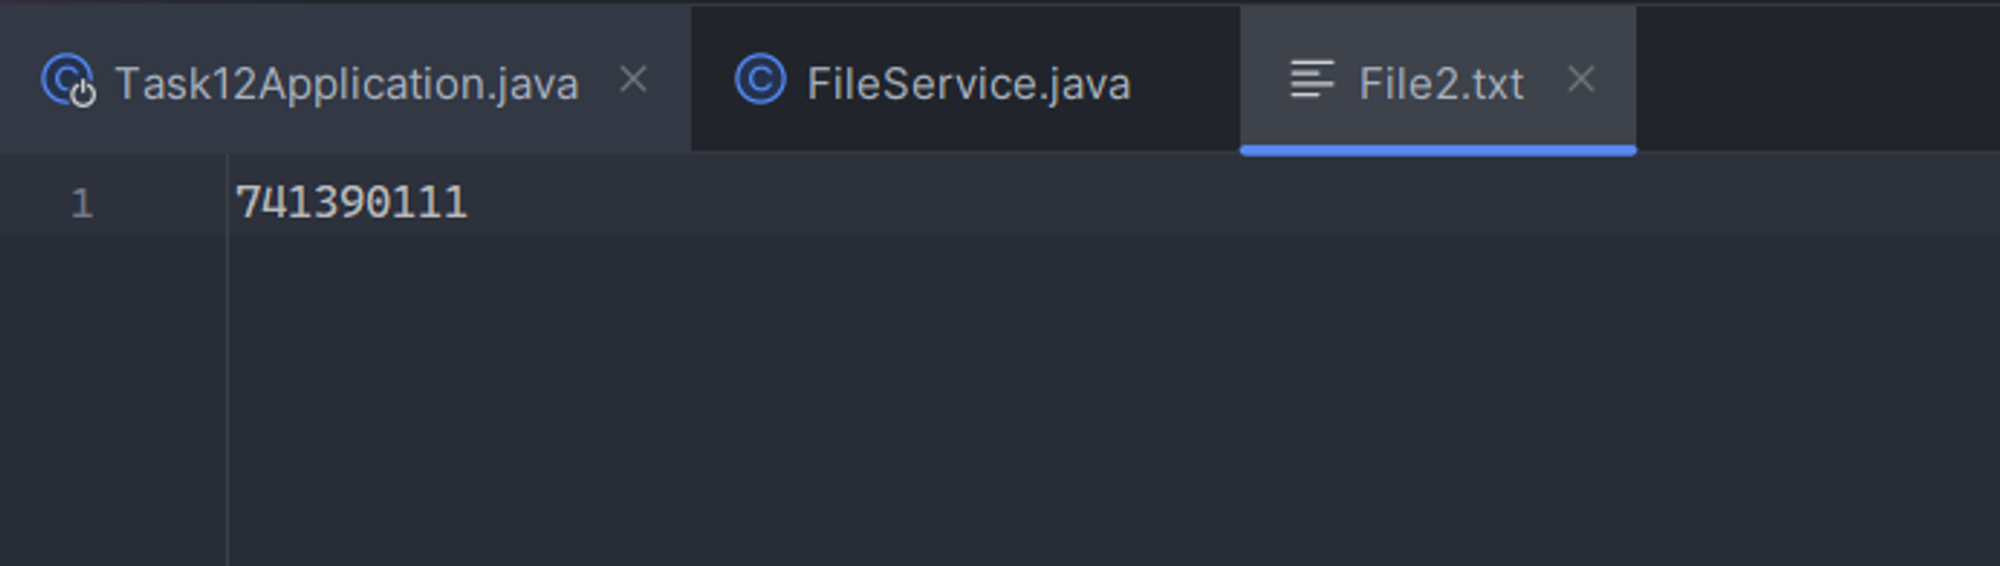 Task12Application.java FileService.java File2.txt
1 741390111